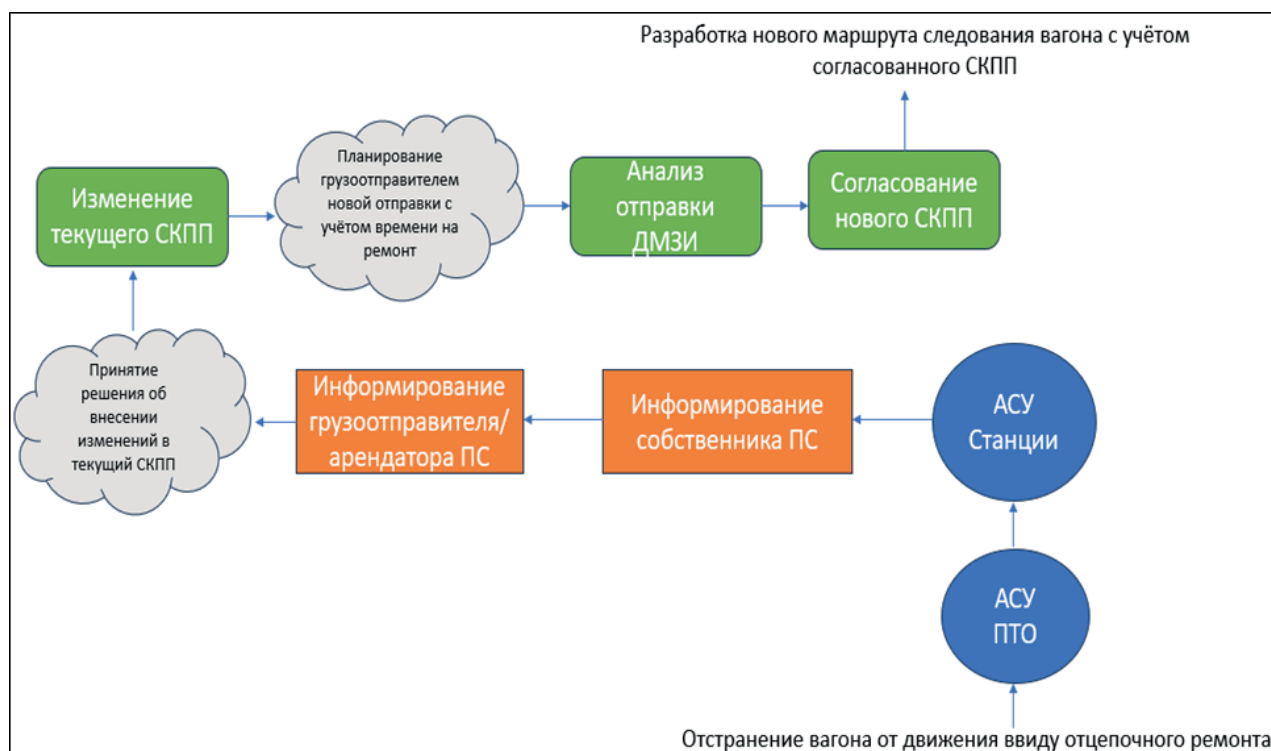 Разработка нового маршрута следования вагона с учётом
согласованного СКПП
Изменение
текущего СКПП
Планирование
грузоотправителем
новой отправки с
учётом времени на
ремонт
Анализ
отправки
ДМЗИ
Согласование
нового СКПП
Принятие
решения об
внесении
изменений в
текущий СКПП
Информирование
грузоотправителя/
арендатора ПС
Информирование
собственника ПС
АСУ
Станции
АСУ
ПТО
Отстранение вагона от движения ввиду отцепочного ремонта